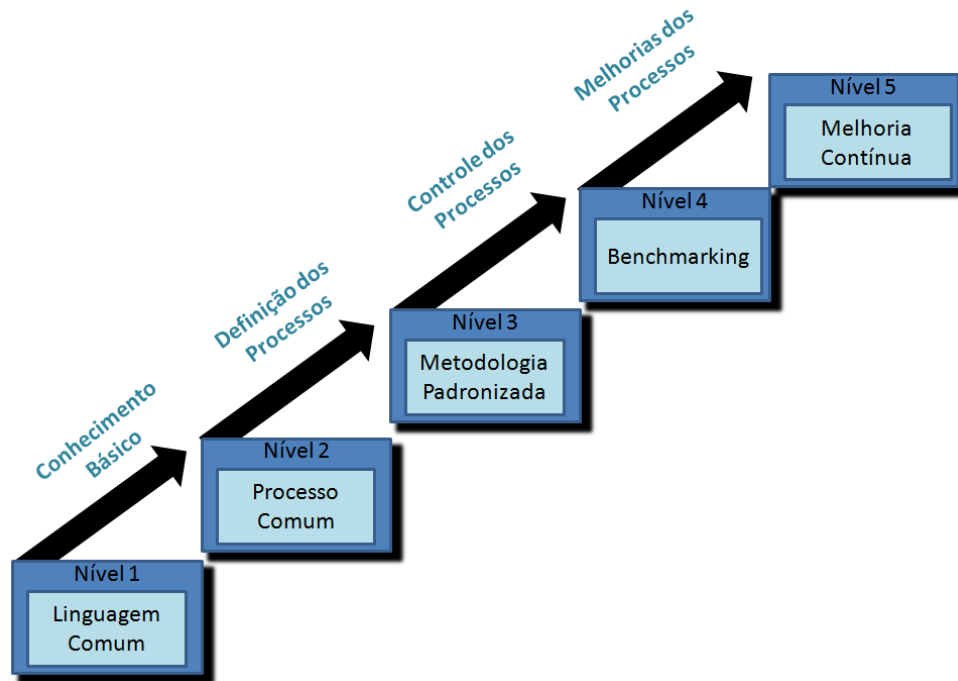 Melhorias dos
Processos
Nível 5
Melhoria
Contínua
Controle dos
Processos
Nível 4
Benchmarking
Definição dos
Processos
Nível 3
Metodologia
Padronizada
Conhecimento
Básico
Nível 2
Processo
Comum
Nível 1
Linguagem
Comum